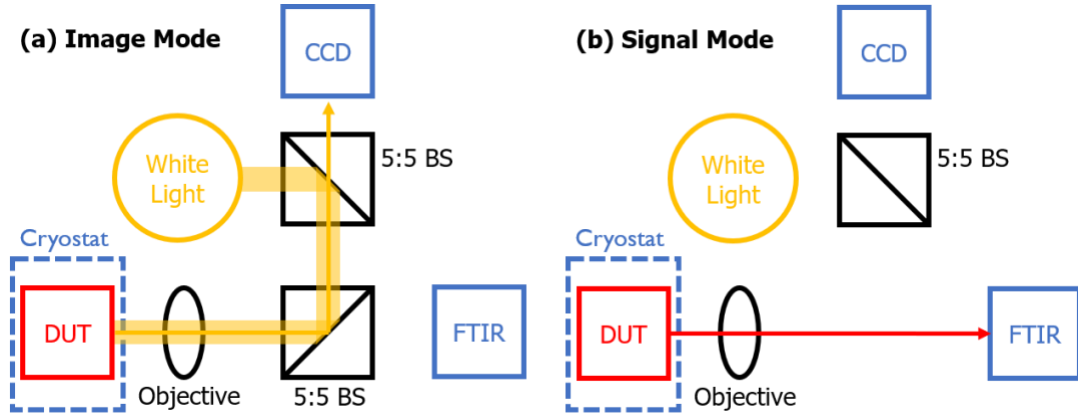 (a) Image Mode
CCD
White
Light
5:5 BS
Cryostat
DUT
Objective
5:5 BS
FTIR
(b) Signal Mode
CCD
White
Light
5:5 BS
Cryostat
DUT
Objective
FTIR